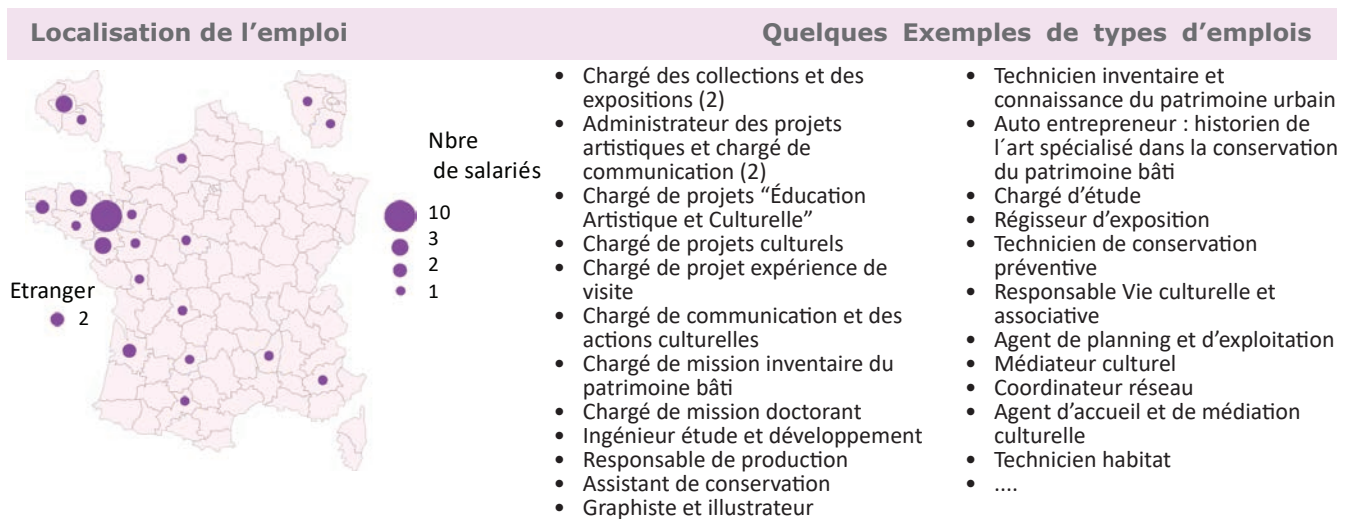 Localisation de l’emploi
Quelques Exemples de types d’emplois
Nbre
de salariés
10
3
2
1
Etranger
2
• Chargé des collections et des
expositions (2)
• Administrateur des projets
artistiques et chargé de
communication (2)
• Chargé de projets “Éducation
Artistique et Culturelle”
• Chargé de projets culturels
• Chargé de projet expérience de
visite
• Chargé de communication et des
actions culturelles
• Chargé de mission inventaire du
patrimoine bâti
• Chargé de mission doctorant
• Ingénieur étude et développement
• Responsable de production
• Assistant de conservation
• Graphiste et illustrateur
• Technicien inventaire et
connaissance du patrimoine urbain
• Auto entrepreneur : historien de
l´art spécialisé dans la conservation
du patrimoine bâti
• Chargé d’étude
• Régisseur d’exposition
• Technicien de conservation
préventive
• Responsable Vie culturelle et
associative
• Agent de planning et d’exploitation
• Médiateur culturel
• Coordinateur réseau
• Agent d’accueil et de médiation
culturelle
• Technicien habitat
• ....